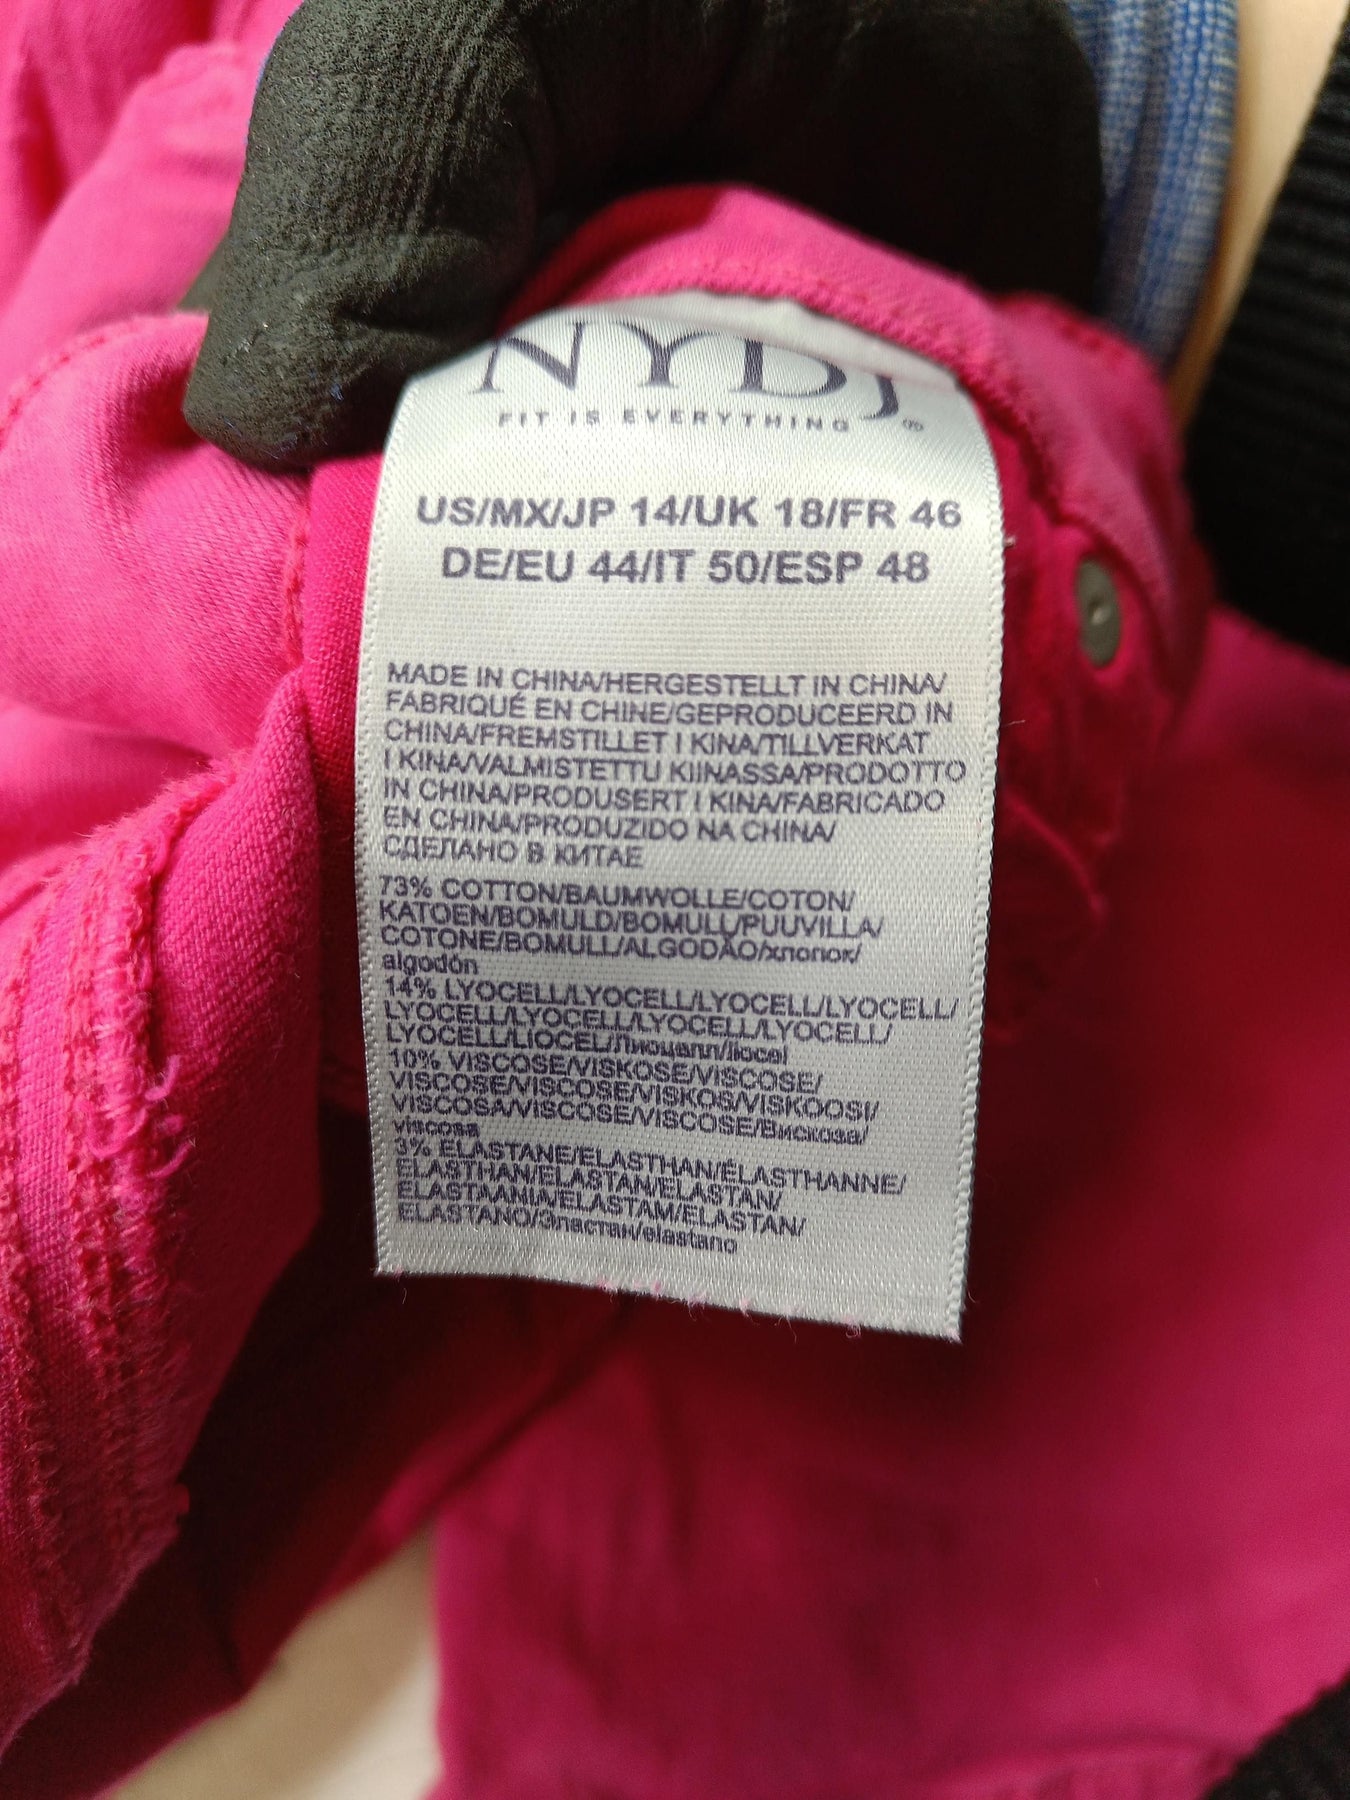 NYDJ
FIT IS EVERYTHING ®
US/MX/JP 14/UK 18/FR 46
DE/EU 44/IT 50/ESP 48
MADE IN CHINA/HERGESTELLT IN CHINA/
FABRIQUÉ EN CHINE/GEPRODUCEERD IN
CHINA/FREMSTILLET I KINA/TILLVERKAT
I KINA/VALMISTETTU KIINASSA/PRODOTTO
IN CHINA/PRODUSERT I KINA/FABRICADO
EN CHINA/PRODUZIDO NA CHINA/
СДЕЛАНО В КИТАЕ
73% COTTON/BAUMWOLLE/COTON/
KATOEN/BOMULD/BOMULL/PUUVILLA/
COTONE/BOMULL/ALGODÃO/хлопок/
algodón
14% LYOCELL/LYOCELL/LYOCELL/LYOCELL/
LYOCELL/LYOCELL/LYOCELL/LYOCELL/
LYOCELL/LIOCEL/Лиоцелл/liocel
10% VISCOSE/VISKOSE/VISCOSE/
VISCOSE/VISCOSE/VISKOS/VISKOOSI/
VISCOSA/VISCOSE/VISCOSE/Вискоза/
viscosa
3% ELASTANE/ELASTHAN/ÉLASTHANNE/
ELASTHAN/ELASTAN/ELASTAN/
ELASTAANIA/ELASTAM/ELASTAN/
ELASTANO/Эластан/elastano